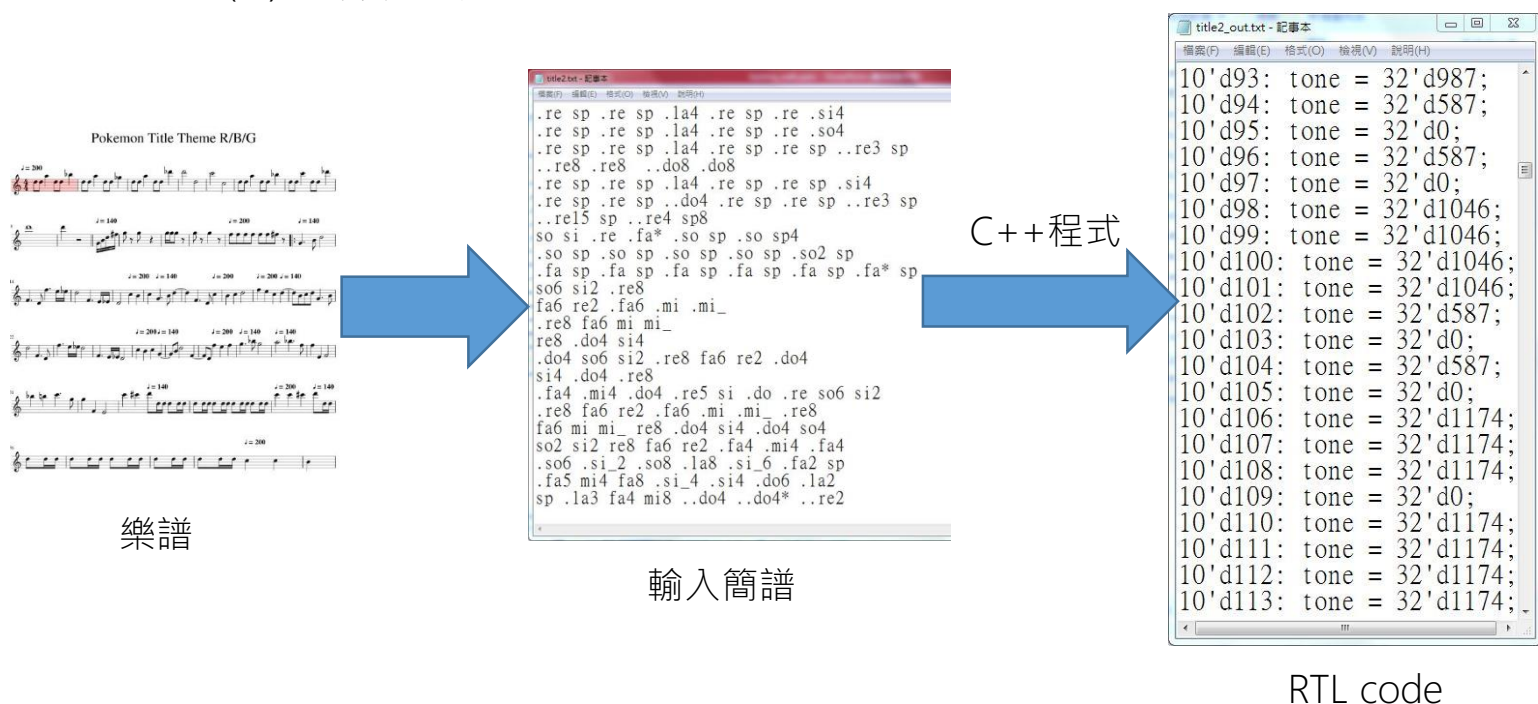 Pokemon Title Theme R/B/G
樂譜
title2.txt - 記事本
檔案(F) 編輯(E) 格式(O) 檢視(V) 說明(H)
.re sp .re sp .la4 .re sp .re .si4
.re sp .re sp .la4 .re sp .re .so4
.re sp .re sp .la4 .re sp .re sp ..re3 sp
..re8 .re8 ..do8 .do8
.re sp .re sp .la4 .re sp .re sp .si4
.re sp .re sp ..do4 .re sp .re sp ..re3 sp
..re15 sp ..re4 sp8
so si .re .fa* .so sp .so sp4
.so sp .so sp .so sp .so sp .so2 sp
.fa sp .fa sp .fa sp .fa sp .fa sp .fa* sp
so6 si2 .re8
fa6 re2 .fa6 .mi .mi_
.re8 fa6 mi mi_
re8 .do4 si4
.do4 so6 si2 .re8 fa6 re2 .do4
si4 .do4 .re8
.fa4 .mi4 .do4 .re5 si .do .re so6 si2
.re8 fa6 re2 .fa6 .mi .mi_ .re8
fa6 mi mi_ re8 .do4 si4 .do4 so4
so2 si2 re8 fa6 re2 .fa4 .mi4 .fa4
.so6 .si_2 .so8 .la8 .si_6 .fa2 sp
.fa5 mi4 fa8 .si_4 .si4 .do6 .la2
sp .la3 fa4 mi8 ..do4 ..do4* ..re2
輸入簡譜
C++程式
title2_out.txt - 記事本
檔案(F) 編輯(E) 格式(O) 檢視(V) 說明(H)
10'd93: tone = 32'd987;
10'd94: tone = 32'd587;
10'd95: tone = 32'd0;
10'd96: tone = 32'd587;
10'd97: tone = 32'd0;
10'd98: tone = 32'd1046;
10'd99: tone = 32'd1046;
10'd100: tone = 32'd1046;
10'd101: tone = 32'd1046;
10'd102: tone = 32'd587;
10'd103: tone = 32'd0;
10'd104: tone = 32'd587;
10'd105: tone = 32'd0;
10'd106: tone = 32'd1174;
10'd107: tone = 32'd1174;
10'd108: tone = 32'd1174;
10'd109: tone = 32'd0;
10'd110: tone = 32'd1174;
10'd111: tone = 32'd1174;
10'd112: tone = 32'd1174;
10'd113: tone = 32'd1174;
RTL code